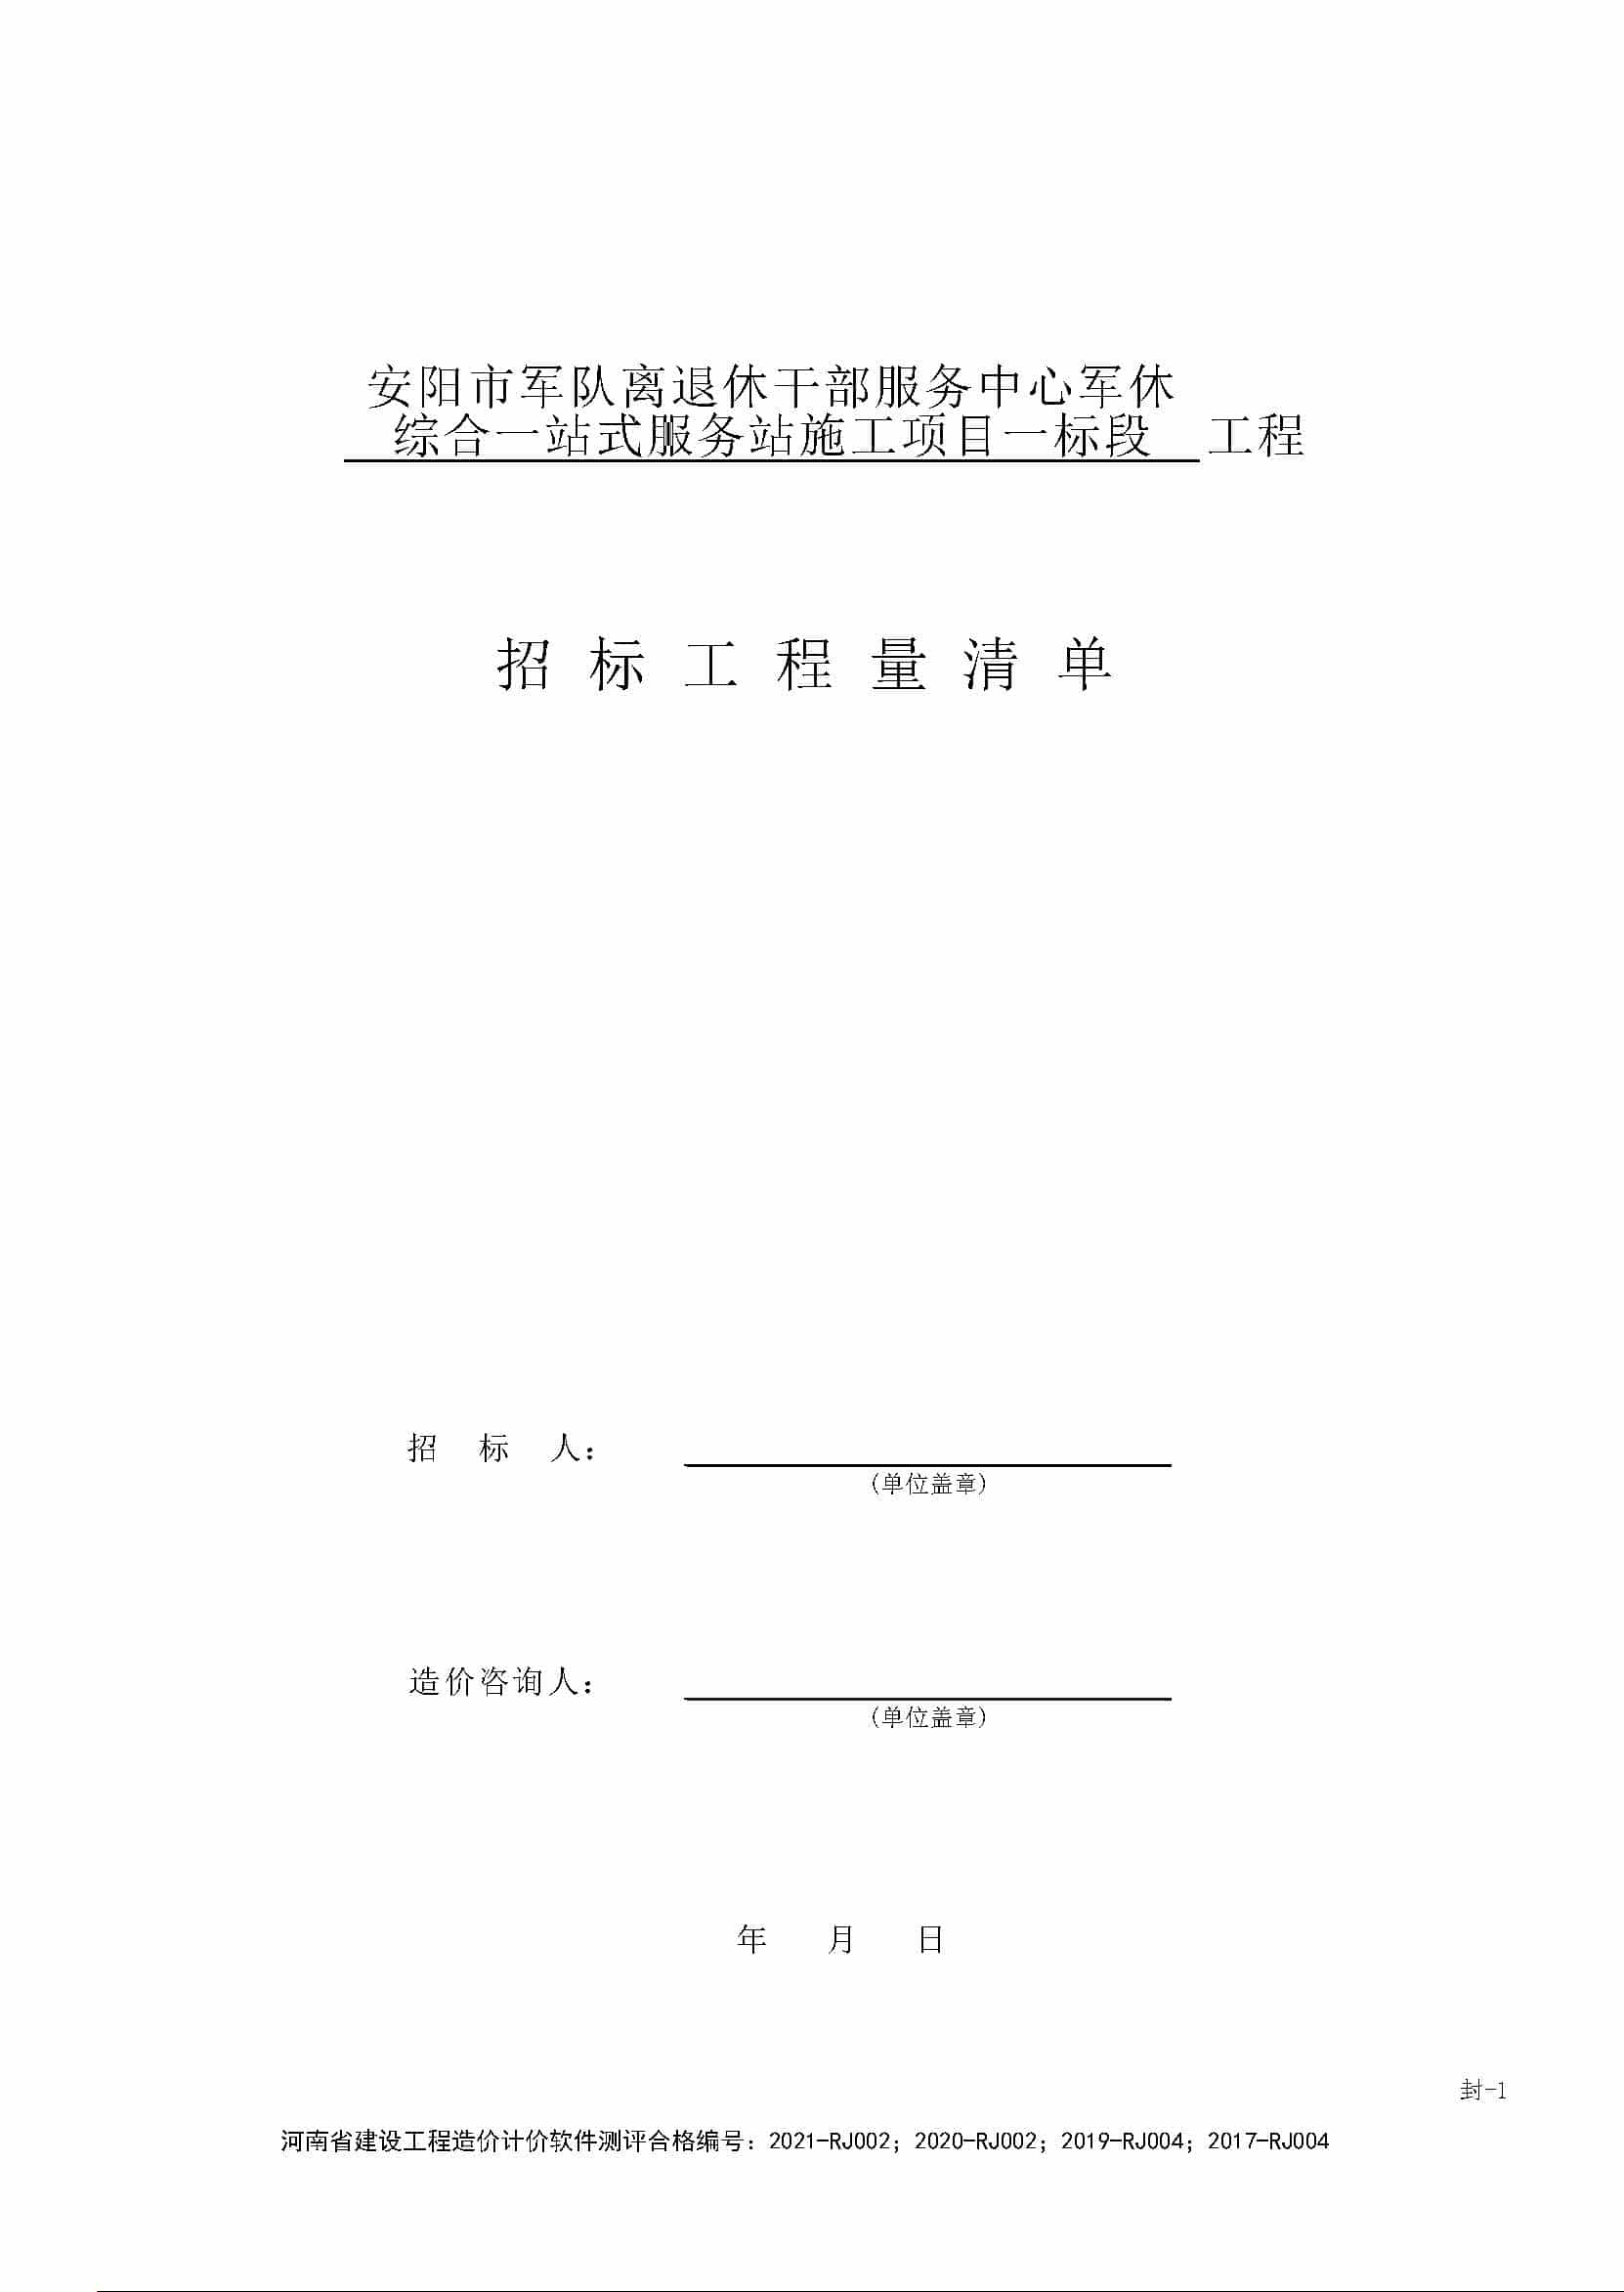 安阳市军队离退休干部服务中心军休
综合一站式服务站施工项目一标段 工程
招标工程量清单
招标人：
(单位盖章)
造价咨询人：
(单位盖章)
年 月 日
封-1
河南省建设工程造价计价软件测评合格编号：2021-RJ002；2020-RJ002；2019-RJ004；2017-RJ004